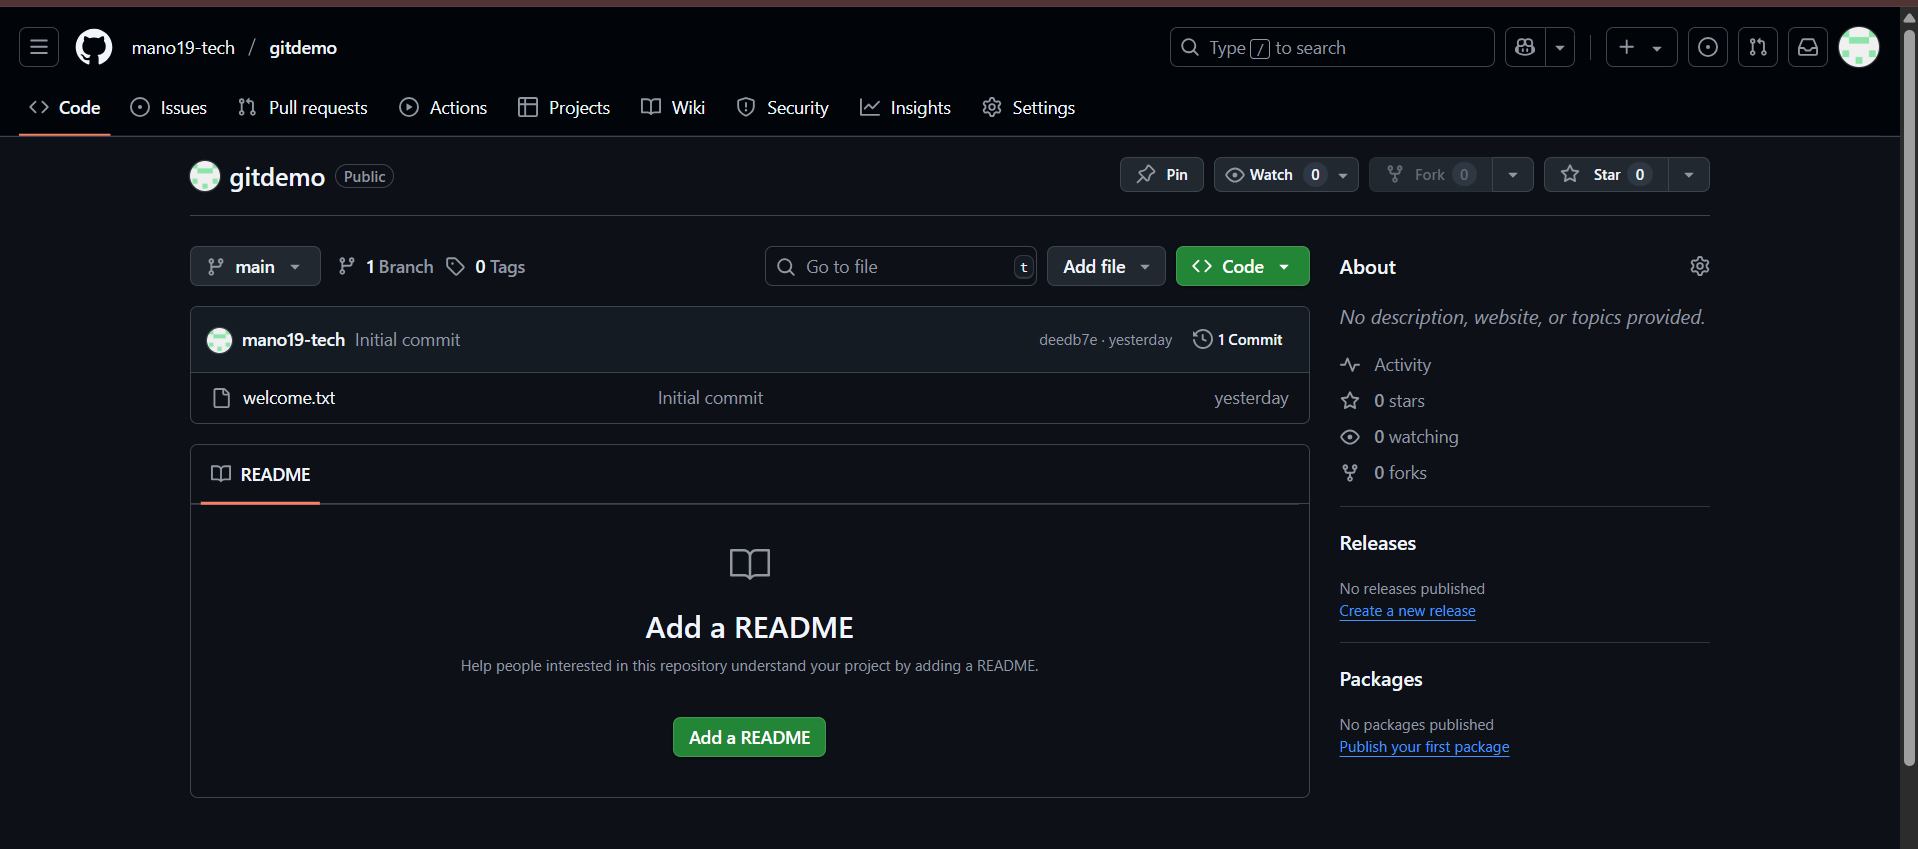 mano19-tech / gitdemo
Type / to search
Code Issues Pull requests Actions Projects Wiki Security Insights Settings
gitdemo Public
Pin Watch 0 Fork 0 Star 0
main 1 Branch 0 Tags Go to file t Add file Code
mano19-tech Initial commit deedb7e · yesterday 1 Commit
welcome.txt Initial commit yesterday
README
Add a README
Help people interested in this repository understand your project by adding a README.
Add a README
About
No description, website, or topics provided.
Activity
0 stars
0 watching
0 forks
Releases
No releases published
Create a new release
Packages
No packages published
Publish your first package